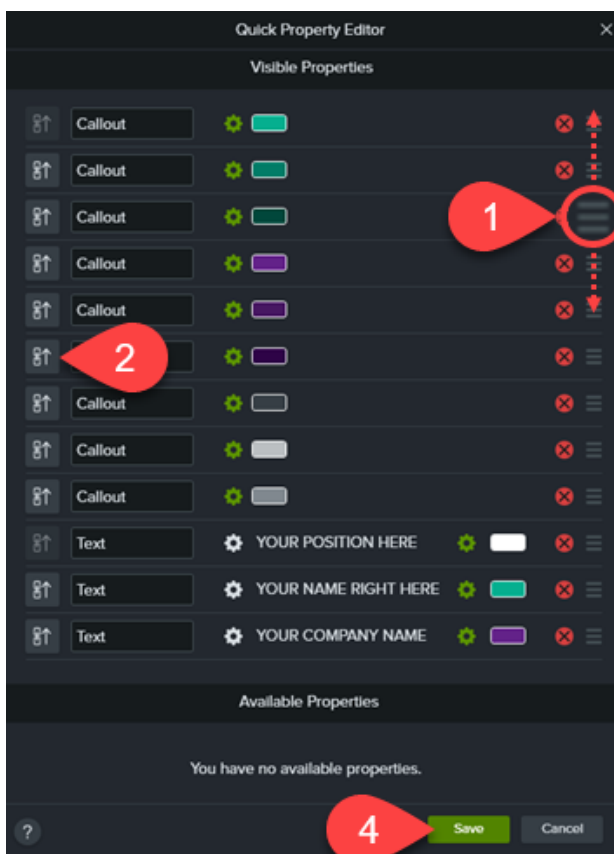 Quick Property Editor
Visible Properties
Callout
Callout
Callout
1
Callout
Callout
2
Callout
Callout
Callout
Text YOUR POSITION HERE
Text YOUR NAME RIGHT HERE
Text YOUR COMPANY NAME
Available Properties
You have no available properties.
? 4 Save Cancel